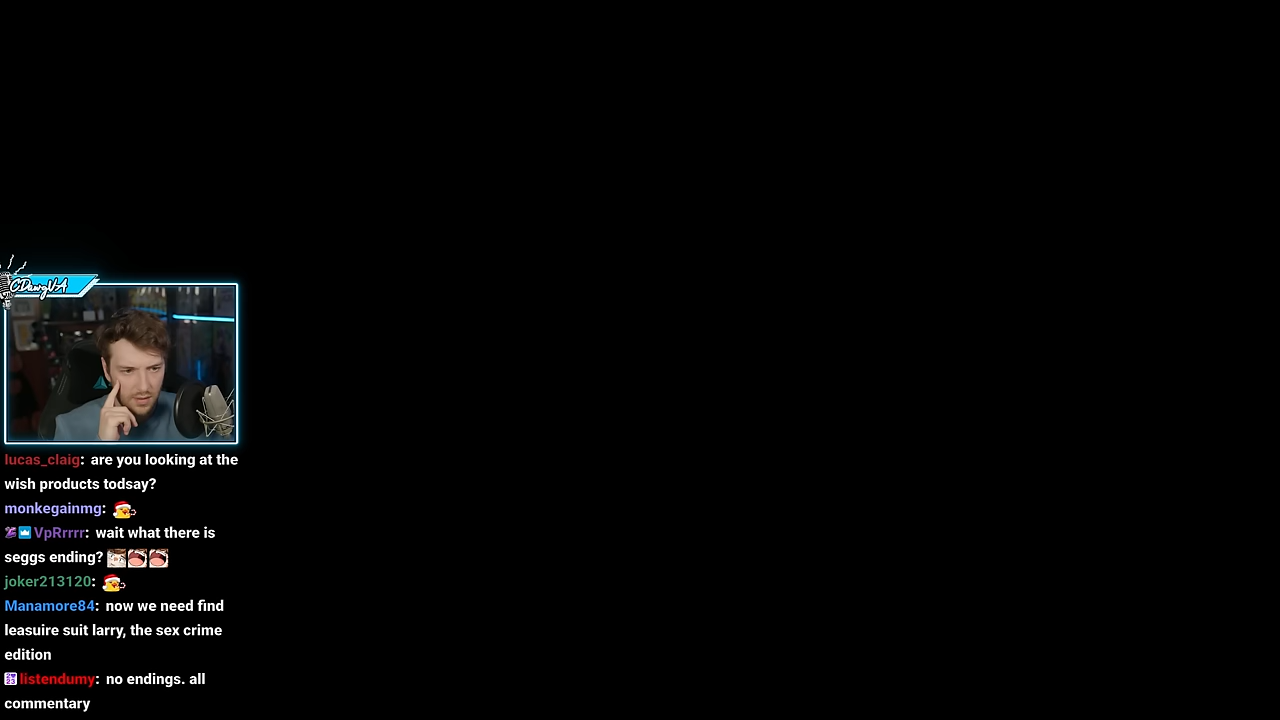 CDawgVA
lucas_claig: are you looking at the
wish products todsay?
monkegainmg:
VpRrrrr: wait what there is
seggs ending?
joker213120:
Manamore84: now we need find
leasuire suit larry, the sex crime
edition
listendumy: no endings. all
commentary